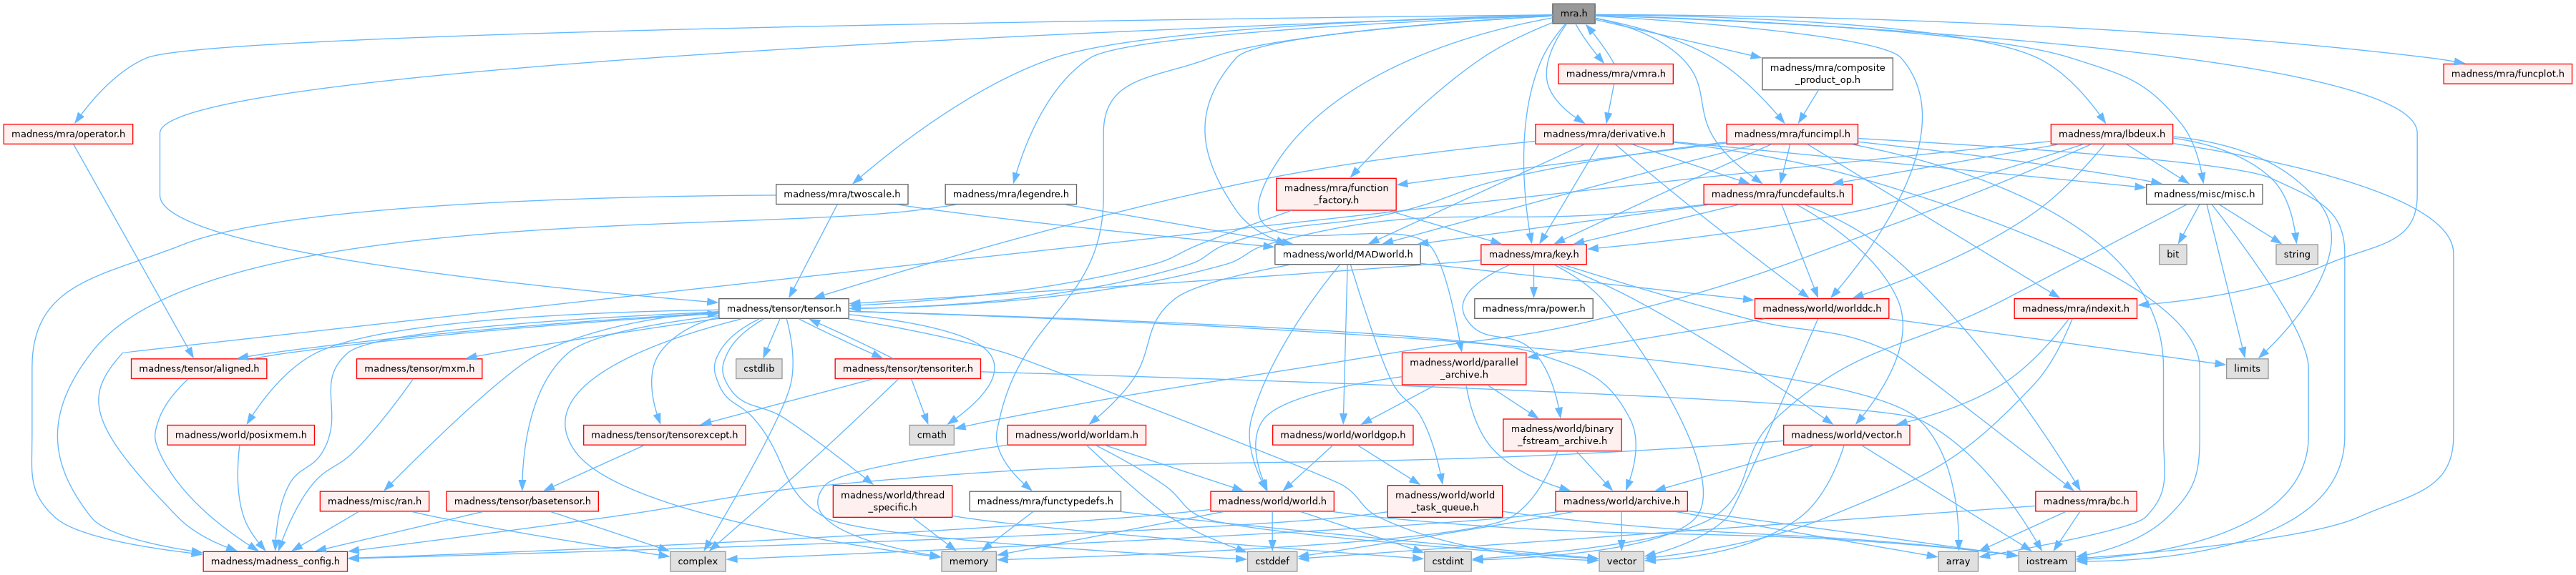 mra.h
madness/mra/vmra.h
madness/mra/composite
_product_op.h
madness/mra/funcplot.h
madness/mra/operator.h
madness/mra/derivative.h
madness/mra/funcimpl.h
madness/mra/lbdeux.h
madness/mra/twoscale.h
madness/mra/legendre.h
madness/mra/function
_factory.h
madness/mra/funcdefaults.h
madness/misc/misc.h
madness/world/MADworld.h
madness/mra/key.h
bit
string
madness/tensor/tensor.h
madness/mra/power.h
madness/world/worlddc.h
madness/mra/indexit.h
madness/tensor/aligned.h
madness/tensor/mxm.h
cstdlib
madness/tensor/tensoriter.h
madness/world/parallel
_archive.h
limits
madness/world/posixmem.h
madness/tensor/tensorexcept.h
cmath
madness/world/worldam.h
madness/world/worldgop.h
madness/world/binary
_fstream_archive.h
madness/world/vector.h
madness/misc/ran.h
madness/tensor/basetensor.h
madness/world/thread
_specific.h
madness/mra/functypedefs.h
madness/world/world.h
madness/world/world
_task_queue.h
madness/world/archive.h
madness/mra/bc.h
madness/madness_config.h
complex
memory
cstddef
cstdint
vector
array
iostream